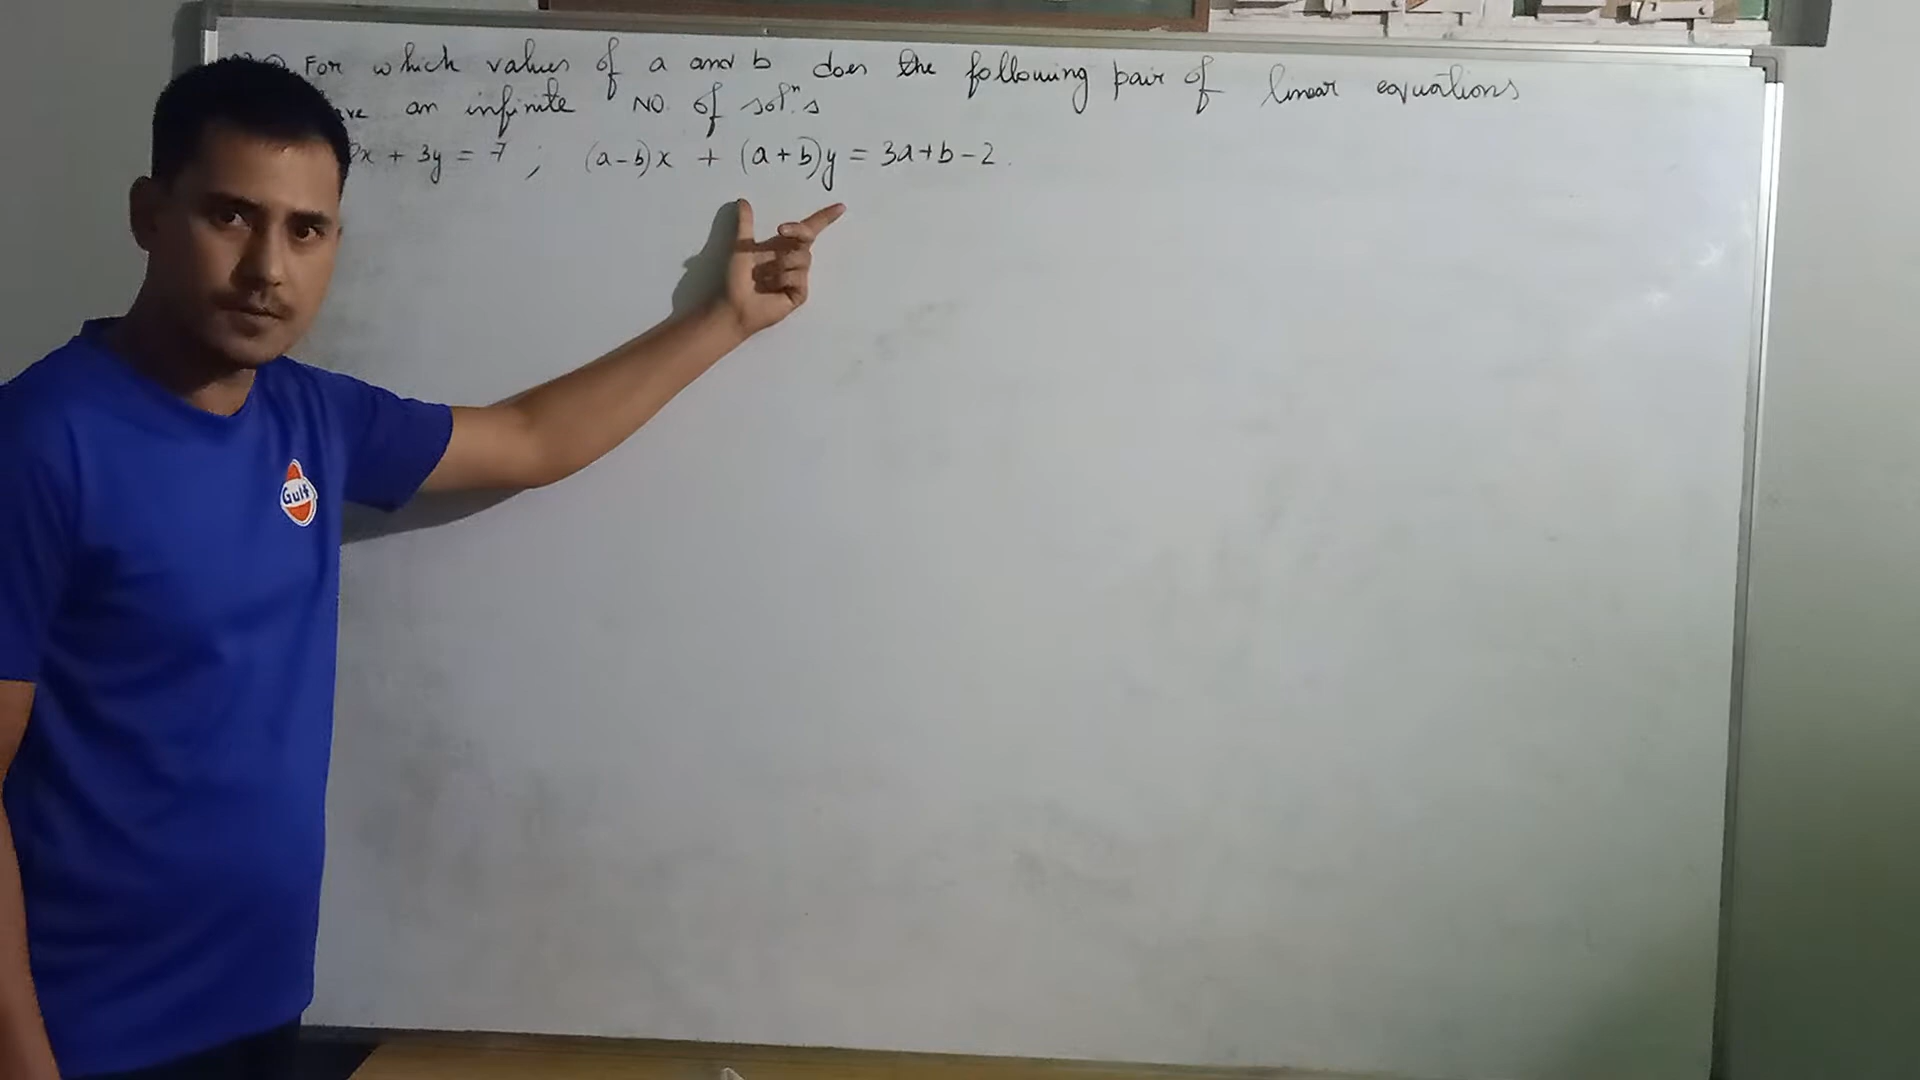 For which values of a and b does the following pair of linear equations
an infinite NO. of solⁿ.s
x + 3y = 7 ; (a-b)x + (a+b)y = 3a+b-2.
Gulf